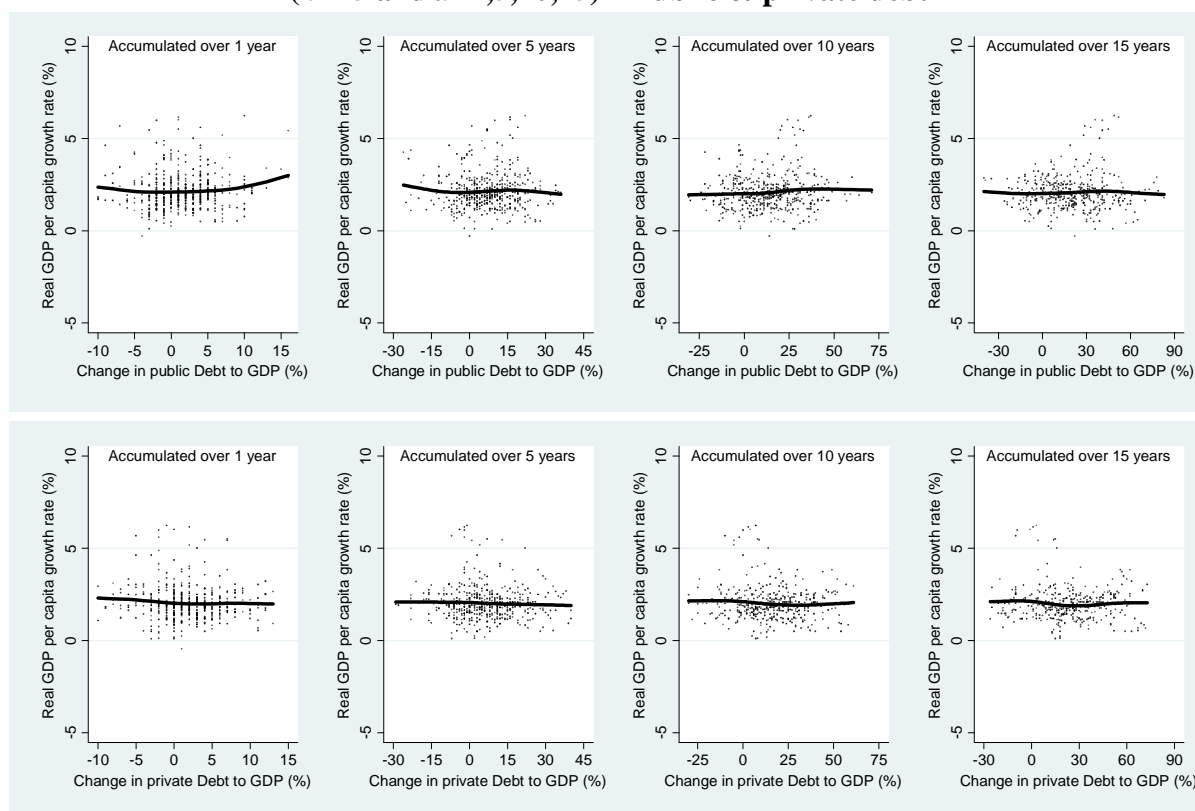 Accumulated over 1 year
Accumulated over 5 years
Accumulated over 10 years
Accumulated over 15 years
Real GDP per capita growth rate (%)
10
5
0
-5
-10 -5 0 5 10 15
Change in public Debt to GDP (%)
Real GDP per capita growth rate (%)
10
5
0
-5
-30 -15 0 15 30 45
Change in public Debt to GDP (%)
Real GDP per capita growth rate (%)
10
5
0
-5
-25 0 25 50 75
Change in public Debt to GDP (%)
Real GDP per capita growth rate (%)
10
5
0
-5
-30 0 30 60 90
Change in public Debt to GDP (%)
Accumulated over 1 year
Accumulated over 5 years
Accumulated over 10 years
Accumulated over 15 years
Real GDP per capita growth rate (%)
10
5
0
-5
-10 -5 0 5 10 15
Change in private Debt to GDP (%)
Real GDP per capita growth rate (%)
10
5
0
-5
-30 -15 0 15 30 45
Change in private Debt to GDP (%)
Real GDP per capita growth rate (%)
10
5
0
-5
-25 0 25 50 75
Change in private Debt to GDP (%)
Real GDP per capita growth rate (%)
10
5
0
-5
-30 0 30 60 90
Change in private Debt to GDP (%)